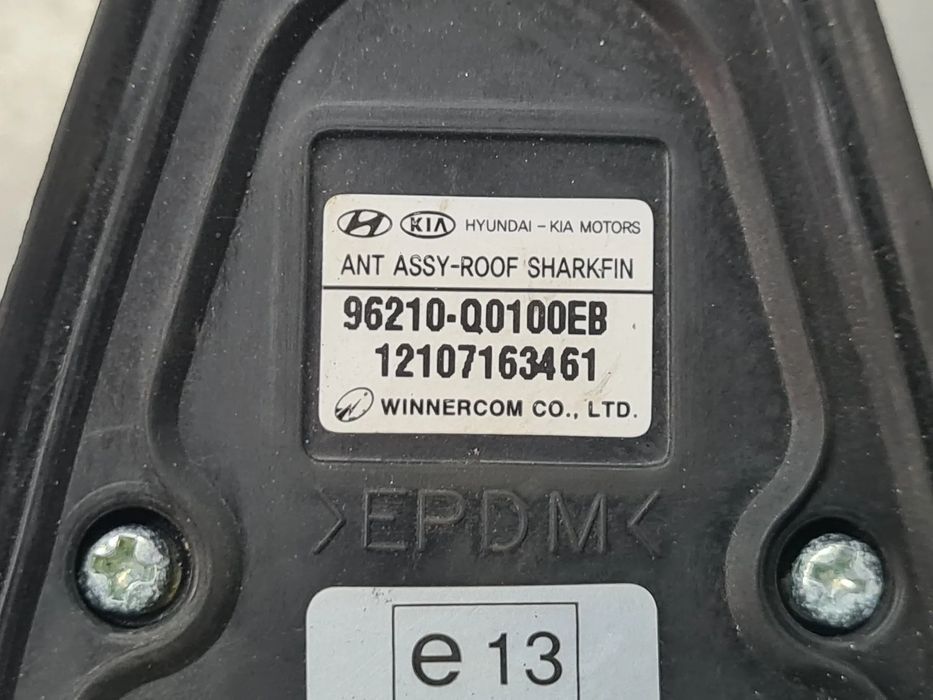 KIA HYUNDAI - KIA MOTORS
ANT ASSY-ROOF SHARKFIN
96210-Q0100EB
12107163461
WINNERCOM CO., LTD.
>EPDM<
e 13